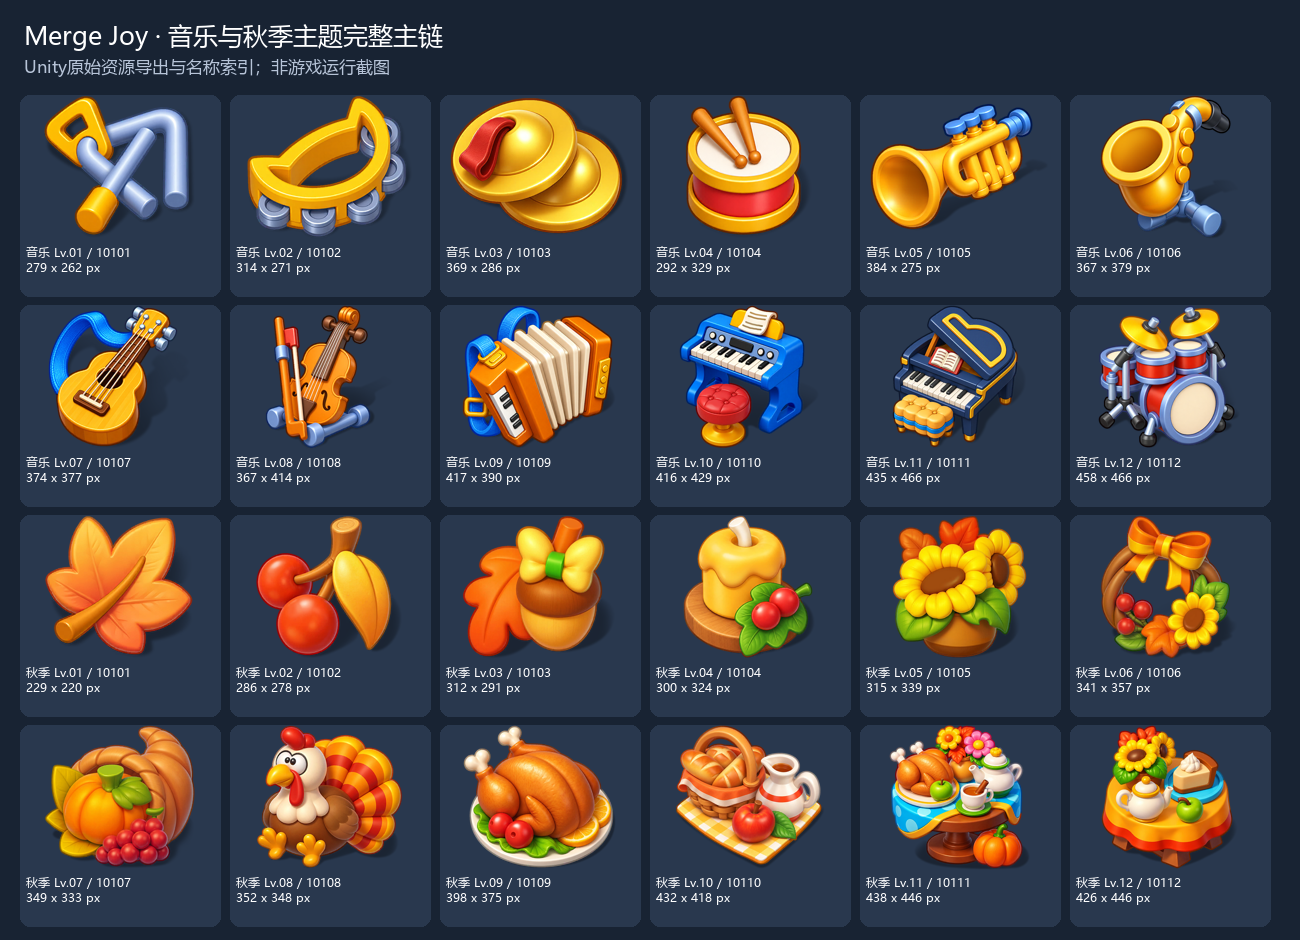 Merge Joy · 音乐与秋季主题完整主链
Unity原始资源导出与名称索引；非游戏运行截图
音乐 Lv.01 / 10101
279 x 262 px
音乐 Lv.02 / 10102
314 x 271 px
音乐 Lv.03 / 10103
369 x 286 px
音乐 Lv.04 / 10104
292 x 329 px
音乐 Lv.05 / 10105
384 x 275 px
音乐 Lv.06 / 10106
367 x 379 px
音乐 Lv.07 / 10107
374 x 377 px
音乐 Lv.08 / 10108
367 x 414 px
音乐 Lv.09 / 10109
417 x 390 px
音乐 Lv.10 / 10110
416 x 429 px
音乐 Lv.11 / 10111
435 x 466 px
音乐 Lv.12 / 10112
458 x 466 px
秋季 Lv.01 / 10101
229 x 220 px
秋季 Lv.02 / 10102
286 x 278 px
秋季 Lv.03 / 10103
312 x 291 px
秋季 Lv.04 / 10104
300 x 324 px
秋季 Lv.05 / 10105
315 x 339 px
秋季 Lv.06 / 10106
341 x 357 px
秋季 Lv.07 / 10107
349 x 333 px
秋季 Lv.08 / 10108
352 x 348 px
秋季 Lv.09 / 10109
398 x 375 px
秋季 Lv.10 / 10110
432 x 418 px
秋季 Lv.11 / 10111
438 x 446 px
秋季 Lv.12 / 10112
426 x 446 px